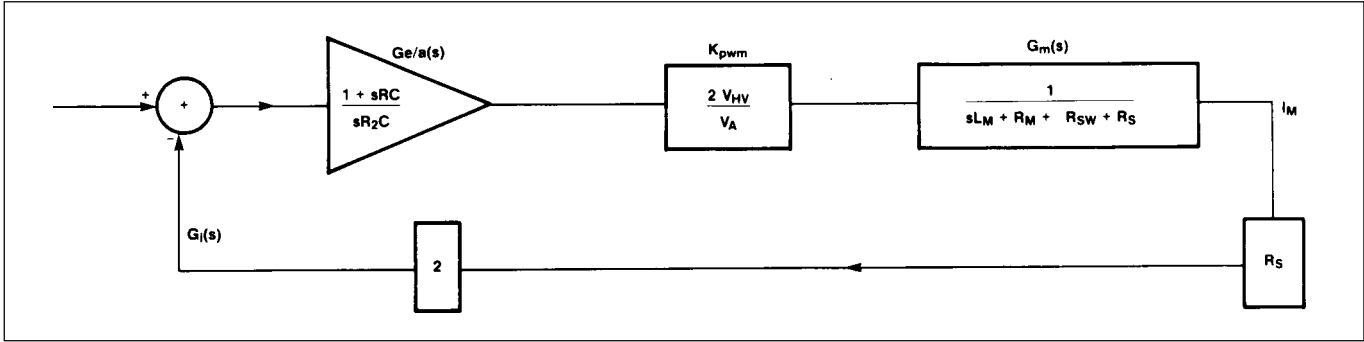 Ge/a(s)
Kpwm
Gm(s)
+
+
−
1 + sRC
sR2C
2 VHV
VA
1
sLM + RM + RSW + RS
IM
Gi(s)
2
RS